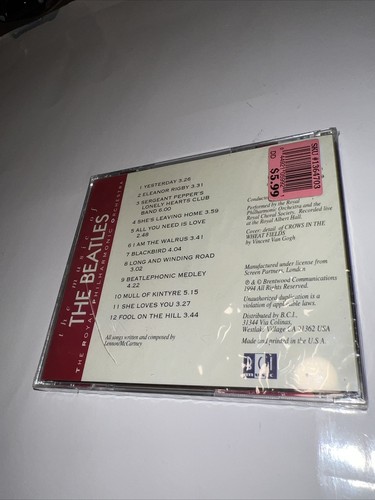 the music of
THE BEATLES
THE ROYAL PHILHARMONIC ORCHESTRA
1 YESTERDAY 3.26
2 ELEANOR RIGBY 3.31
3 SERGEANT PEPPER'S
LONELY HEARTS CLUB
BAND 6.00
4 SHE'S LEAVING HOME 3.59
5 ALL YOU NEED IS LOVE
2.48
6 I AM THE WALRUS 3.41
7 BLACKBIRD 4.04
8 LONG AND WINDING ROAD
3.02
9 BEATLEPHONIC MEDLEY
4.22
10 MULL OF KINTYRE 5.15
11 SHE LOVES YOU 3.27
12 FOOL ON THE HILL 3.44
All songs written and composed by
Lennon/McCartney
SKU #1364703
$5.99
Conducted
Performed by the Royal
Philharmonic Orchestra and the
Royal Choral Society. Recorded live
at the Royal Albert Hall.
Cover: detail of CROWS IN THE
WHEAT FIELDS
by Vincent Van Gogh
Manufactured under license from
Screen Partners, London
℗ & © Brentwood Communications
1994 All Rights Reserved.
Unauthorized duplication is a
violation of applicable laws.
Distributed by B.C.I.,
31344 Via Colinas,
Westlake Village CA 91362 USA
Made and printed in the U.S.A.
BCI